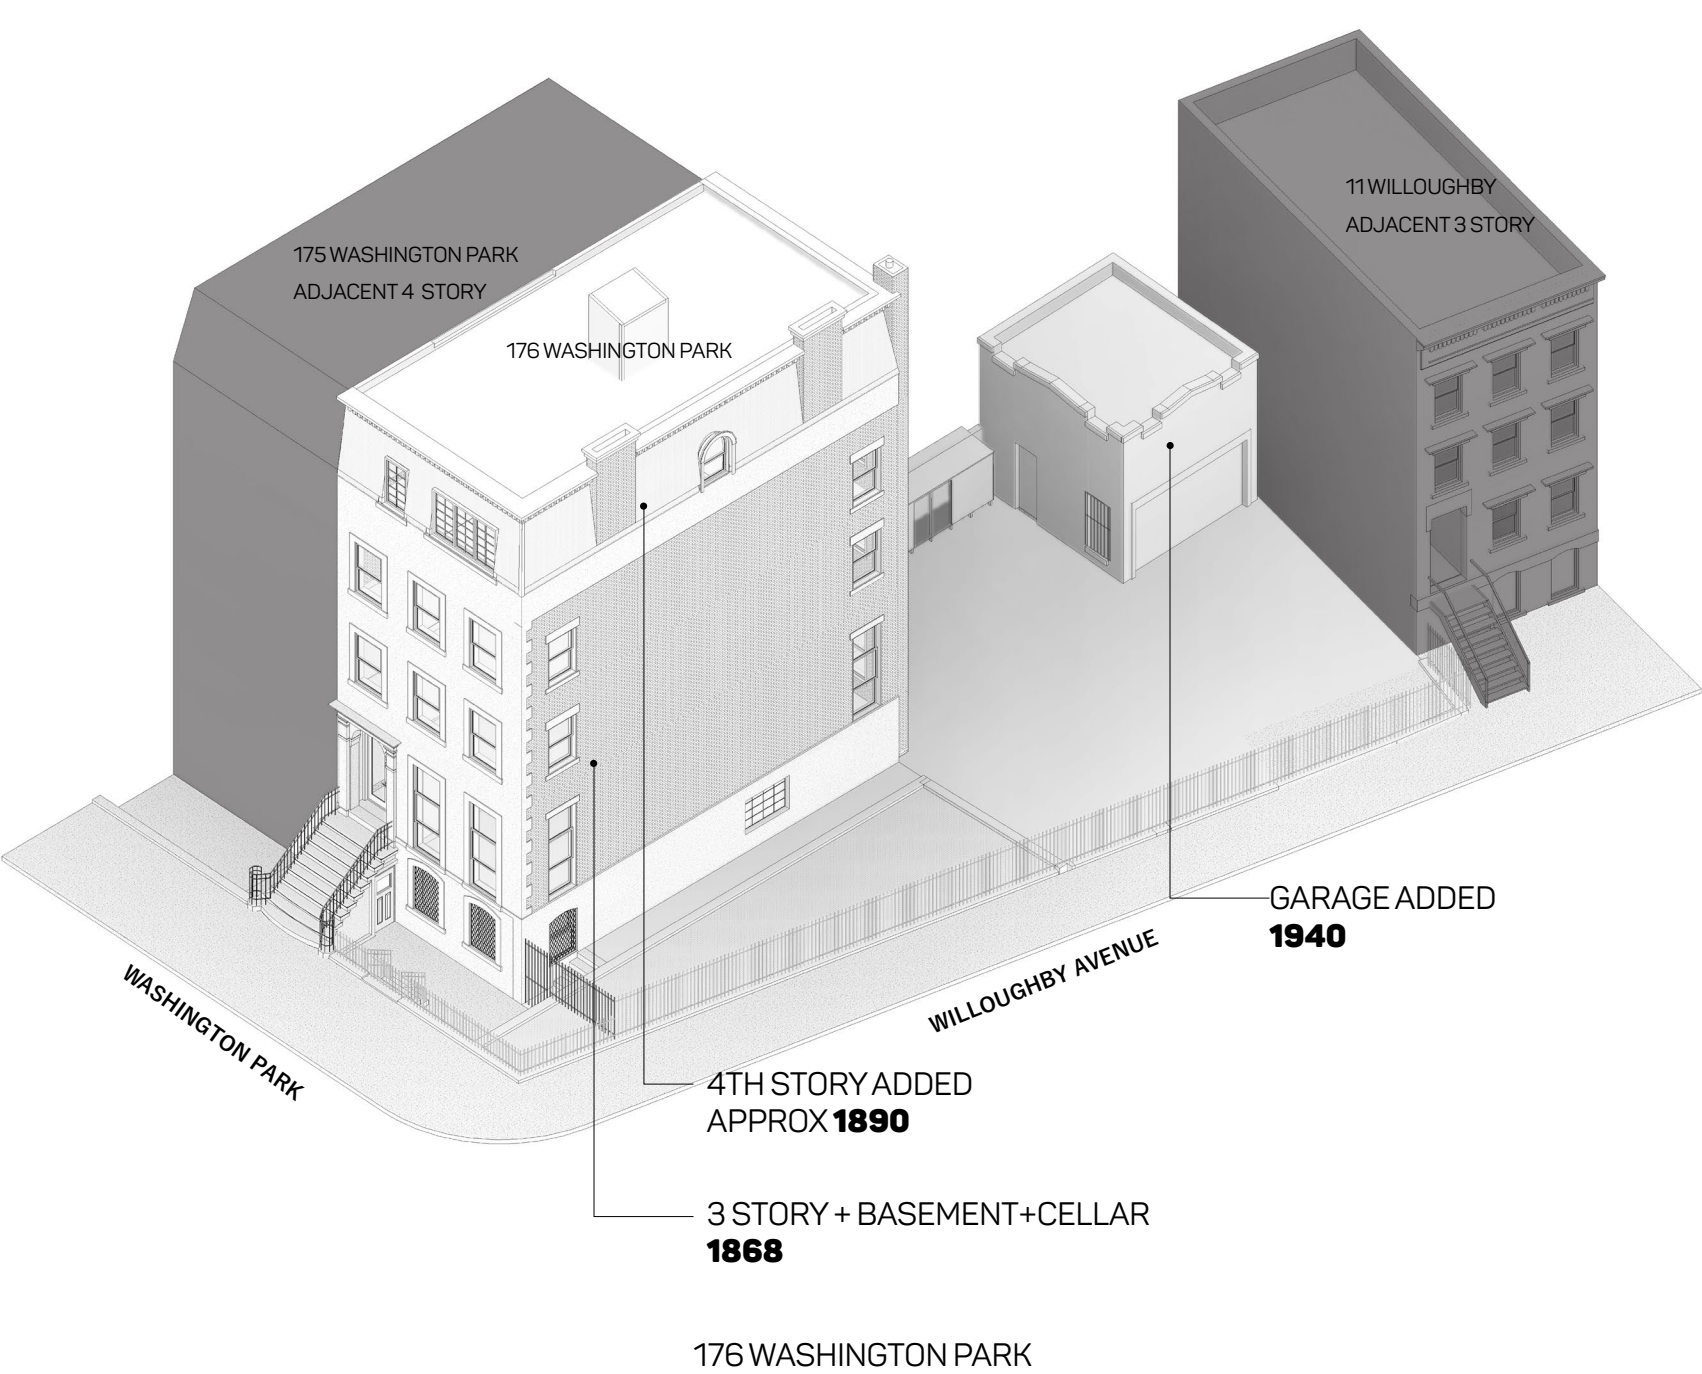 11 WILLOUGHBY
ADJACENT 3 STORY
175 WASHINGTON PARK
ADJACENT 4 STORY
176 WASHINGTON PARK
GARAGE ADDED
1940
WILLOUGHBY AVENUE
WASHINGTON PARK
4TH STORY ADDED
APPROX 1890
3 STORY + BASEMENT+CELLAR
1868
176 WASHINGTON PARK